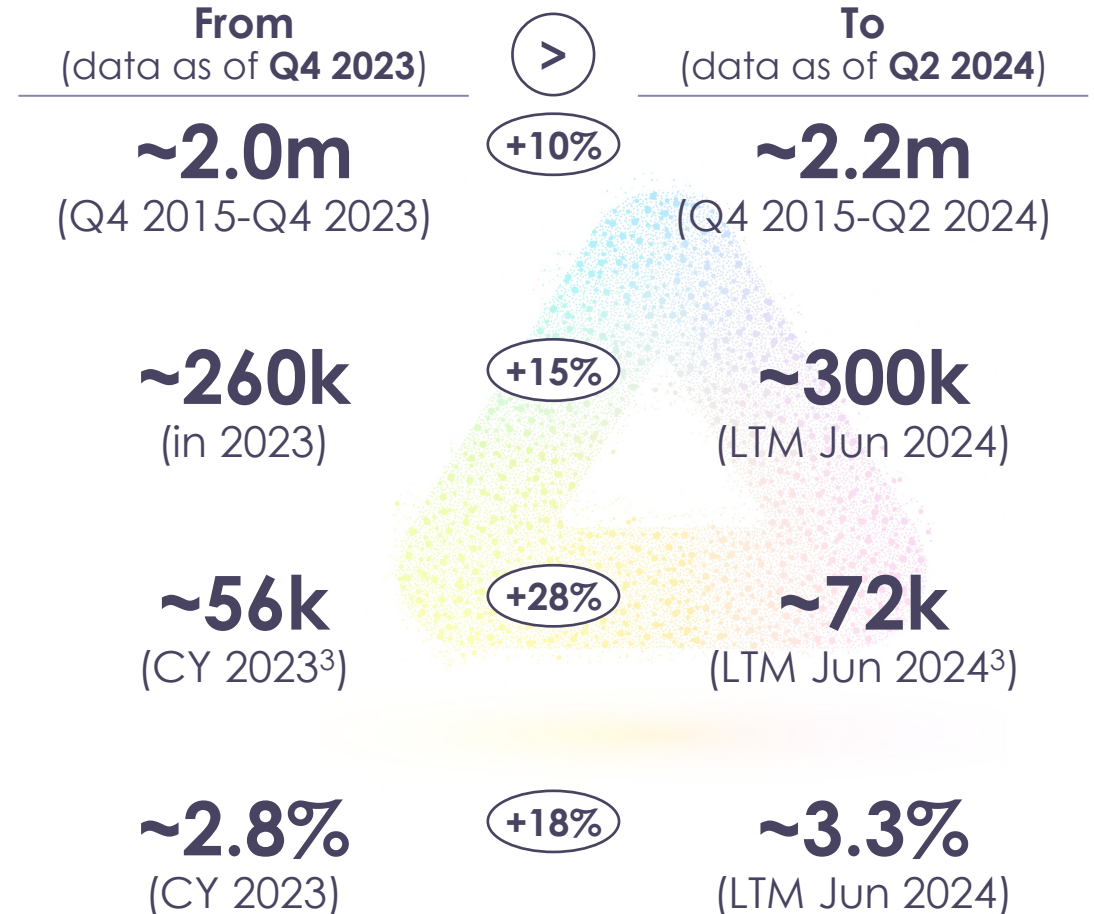 From
(data as of Q4 2023)
>
To
(data as of Q2 2024)
~2.0m
(Q4 2015-Q4 2023)
+10%
~2.2m
(Q4 2015-Q2 2024)
~260k
(in 2023)
+15%
~300k
(LTM Jun 2024)
~56k
(CY 2023³)
+28%
~72k
(LTM Jun 2024³)
~2.8%
(CY 2023)
+18%
~3.3%
(LTM Jun 2024)